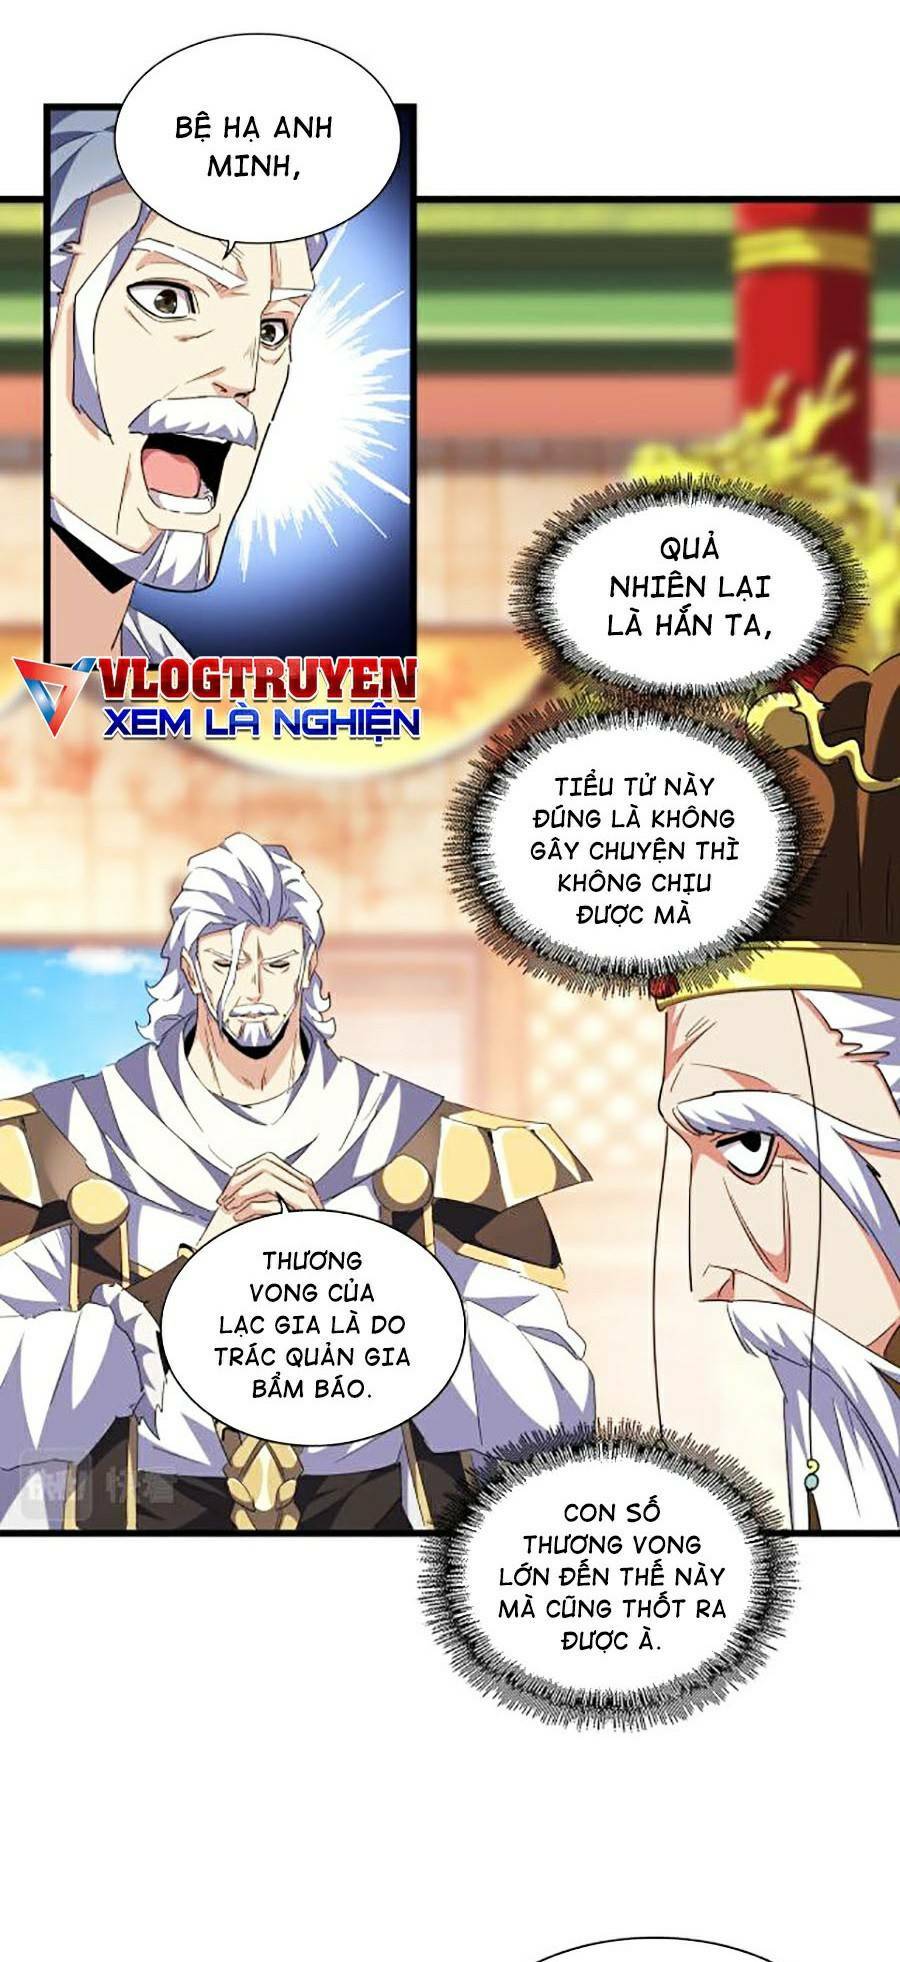 BỆ HẠ ANH
MINH,
QUẢ
NHIÊN LẠI
LÀ HẮN TA,
VLOGTRUYEN
XEM LÀ NGHIỆN
TIỂU TỬ NÀY
ĐÚNG LÀ KHÔNG
GÂY CHUYỆN THÌ
KHÔNG CHỊU
ĐƯỢC MÀ
THƯƠNG
VONG CỦA
LẠC GIA LÀ DO
TRÁC QUẢN GIA
BẨM BÁO.
快看
CON SỐ
THƯƠNG VONG
LỚN ĐẾN THẾ NÀY
MÀ CŨNG THỐT RA
ĐƯỢC À.